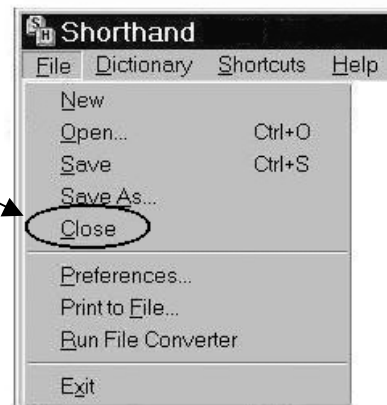 SH Shorthand
File Dictionary Shortcuts Help
New
Open... Ctrl+O
Save Ctrl+S
Save As...
Close
Preferences...
Print to File...
Run File Converter
Exit